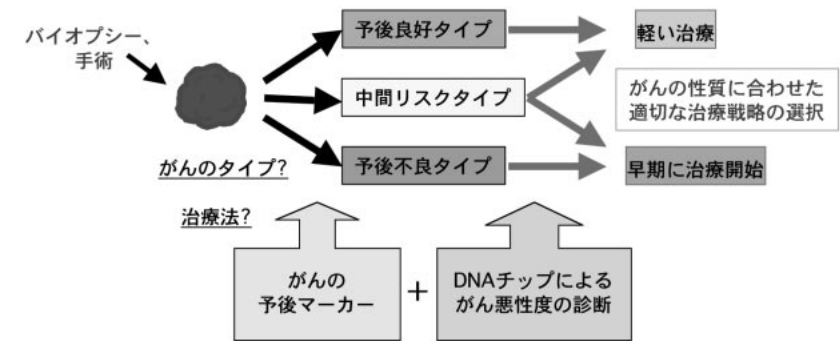 バイオプシー、
手術
がんのタイプ?
治療法?
予後良好タイプ
中間リスクタイプ
予後不良タイプ
軽い治療
がんの性質に合わせた
適切な治療戦略の選択
早期に治療開始
がんの
予後マーカー
+
DNAチップによる
がん悪性度の診断